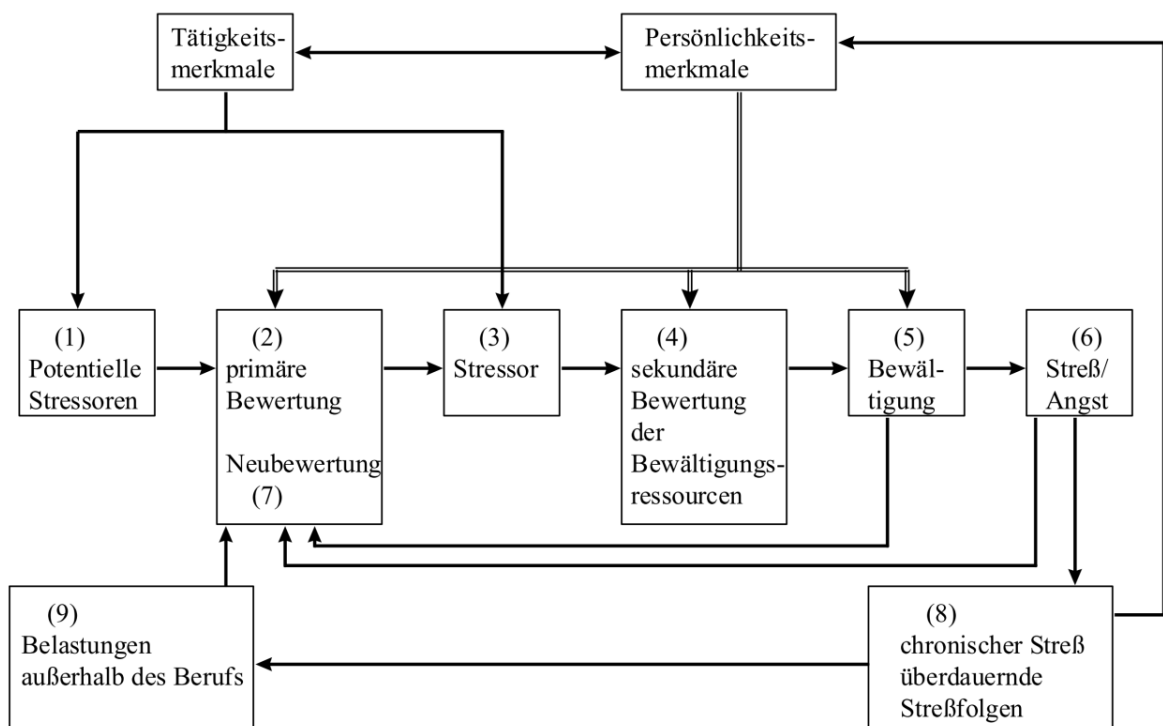 Tätigkeits-
merkmale
Persönlichkeits-
merkmale
(1)
Potentielle
Stressoren
(2)
primäre
Bewertung
Neubewertung
(7)
(3)
Stressor
(4)
sekundäre
Bewertung
der
Bewältigungs-
ressourcen
(5)
Bewäl-
tigung
(6)
Streß/
Angst
(9)
Belastungen
außerhalb des Berufs
(8)
chronischer Streß
überdauernde
Streßfolgen